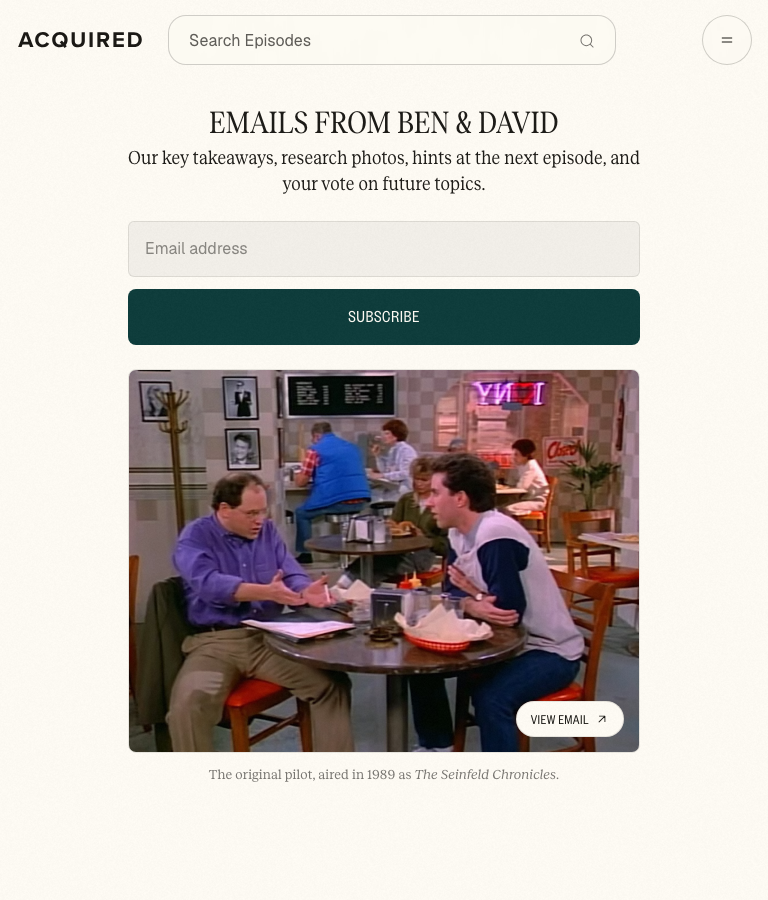 ACQUIRED
Search Episodes
EMAILS FROM BEN & DAVID
Our key takeaways, research photos, hints at the next episode, and
your vote on future topics.
Email address
SUBSCRIBE
VIEW EMAIL
The original pilot, aired in 1989 as The Seinfeld Chronicles.